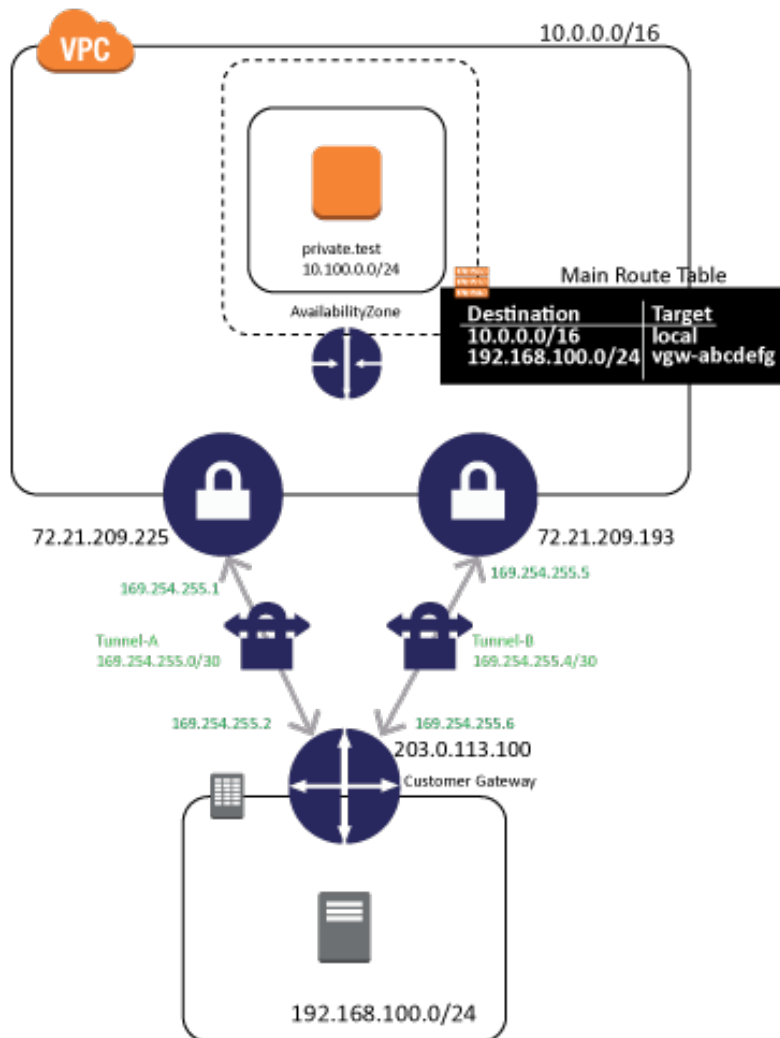 10.0.0.0/16
VPC
private.test
10.100.0.0/24
AvailabilityZone
Main Route Table
Destination Target
10.0.0.0/16 local
192.168.100.0/24 vgw-abcdefg
72.21.209.225
72.21.209.193
169.254.255.1
169.254.255.5
Tunnel-A
169.254.255.0/30
Tunnel-B
169.254.255.4/30
169.254.255.2
169.254.255.6
203.0.113.100
Customer Gateway
192.168.100.0/24